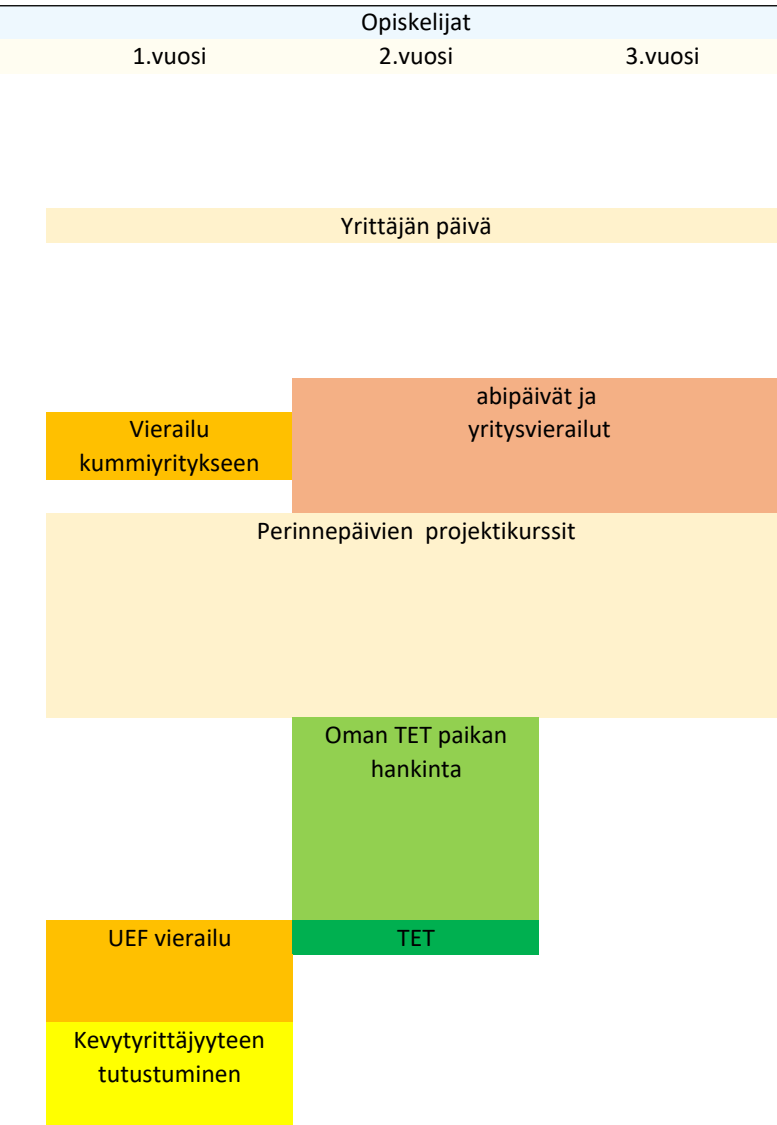 Opiskelijat
1.vuosi 2.vuosi 3.vuosi
Yrittäjän päivä
abipäivät ja
yritysvierailut
Vierailu
kummiyritykseen
Perinnepäivien projektikurssit
Oman TET paikan
hankinta
UEF vierailu
TET
Kevytyrittäjyyteen
tutustuminen